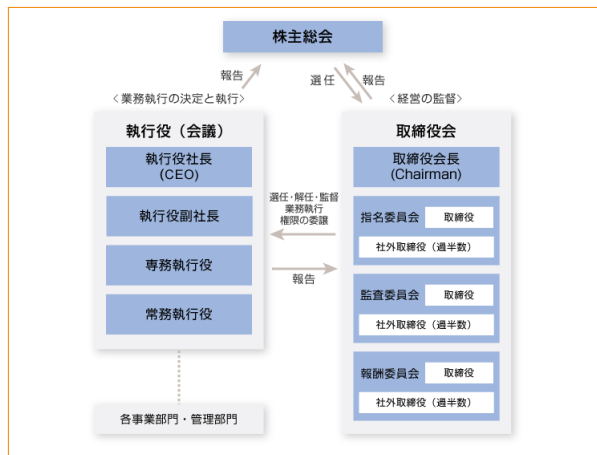 株主総会
報告
選任
報告
〈業務執行の決定と執行〉
〈経営の監督〉
執行役（会議）
執行役社長
(CEO)
執行役副社長
専務執行役
常務執行役
選任・解任・監督
業務執行
権限の委譲
報告
取締役会
取締役会長
(Chairman)
指名委員会
取締役
社外取締役（過半数）
監査委員会
取締役
社外取締役（過半数）
報酬委員会
取締役
社外取締役（過半数）
各事業部門・管理部門